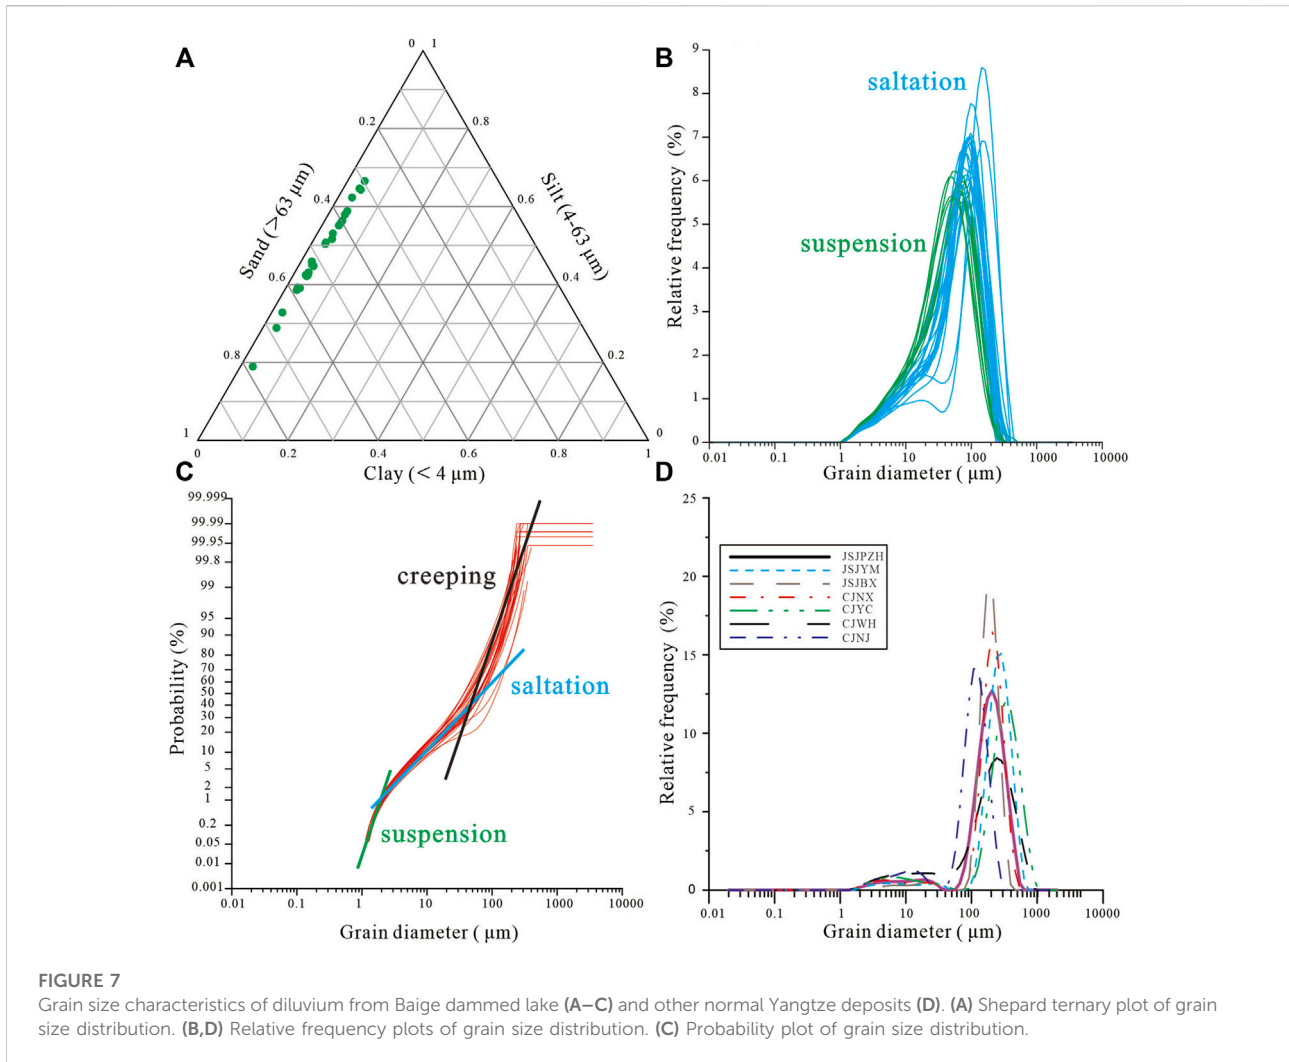 A
0 1
0.2
0.8
Sand (>63 μm)
Silt (4-63 μm)
0.4
0.6
0.6
0.4
0.8
0.2
1
0
0.2
0.4
0.6
0.8
1
Clay (< 4 μm)
B
9
8
7
6
5
4
3
2
1
0
Relative frequency (%)
saltation
suspension
0.01
0.1
1
10
100
1000
10000
Grain diameter ( μm)
C
99.999
99.99
99.95
99.8
99
95
90
80
70
60
50
40
30
20
10
5
2
1
0.2
0.05
0.01
0.001
Probability (%)
creeping
saltation
suspension
0.01
0.1
1
10
100
1000
10000
Grain diameter ( μm)
D
25
20
15
10
5
0
Relative frequency (%)
JSJPZH
JSJYM
JSJBX
CJNX
CJYC
CJWH
CJNJ
0.01
0.1
1
10
100
1000
10000
Grain diameter ( μm)
FIGURE 7
Grain size characteristics of diluvium from Baige dammed lake (A–C) and other normal Yangtze deposits (D). (A) Shepard ternary plot of grain
size distribution. (B,D) Relative frequency plots of grain size distribution. (C) Probability plot of grain size distribution.